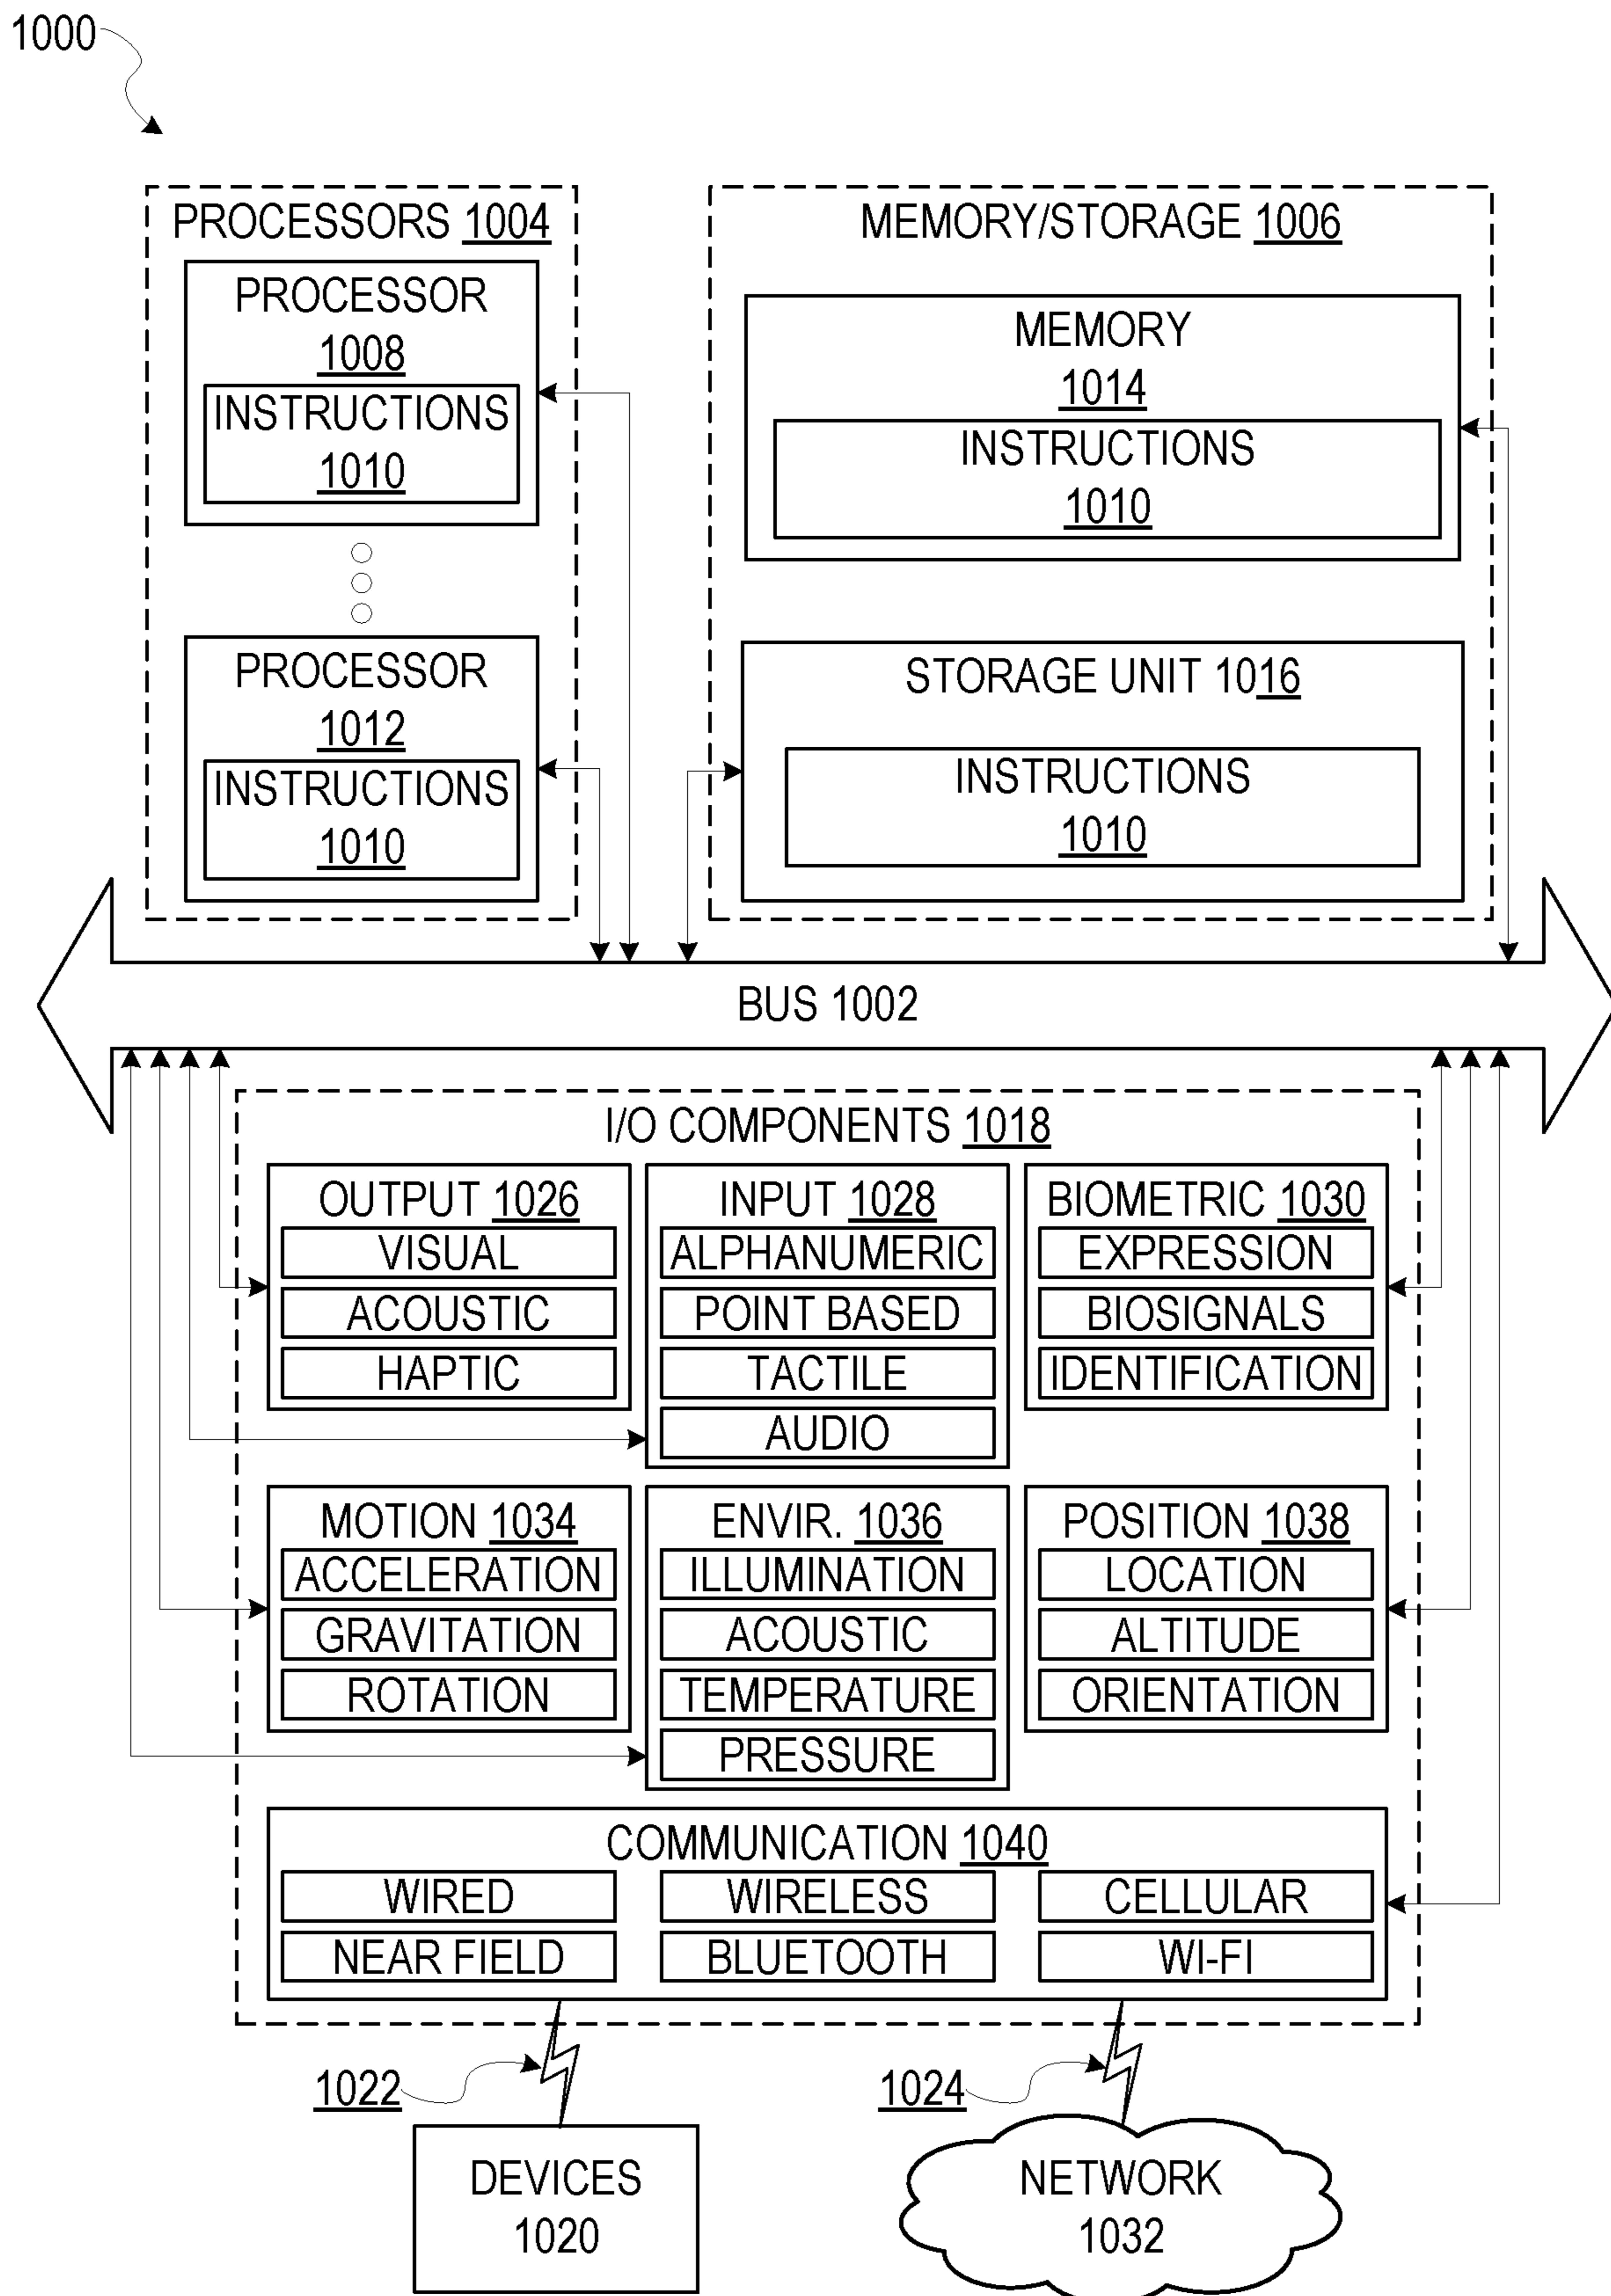 1000
PROCESSORS 1004
PROCESSOR
1008
INSTRUCTIONS
1010
PROCESSOR
1012
INSTRUCTIONS
1010
MEMORY/STORAGE 1006
MEMORY
1014
INSTRUCTIONS
1010
STORAGE UNIT 1016
INSTRUCTIONS
1010
BUS 1002
I/O COMPONENTS 1018
OUTPUT 1026
VISUAL
ACOUSTIC
HAPTIC
INPUT 1028
ALPHANUMERIC
POINT BASED
TACTILE
AUDIO
BIOMETRIC 1030
EXPRESSION
BIOSIGNALS
IDENTIFICATION
MOTION 1034
ACCELERATION
GRAVITATION
ROTATION
ENVIR. 1036
ILLUMINATION
ACOUSTIC
TEMPERATURE
PRESSURE
POSITION 1038
LOCATION
ALTITUDE
ORIENTATION
COMMUNICATION 1040
WIRED
WIRELESS
CELLULAR
NEAR FIELD
BLUETOOTH
WI-FI
1022
1024
DEVICES
1020
NETWORK
1032